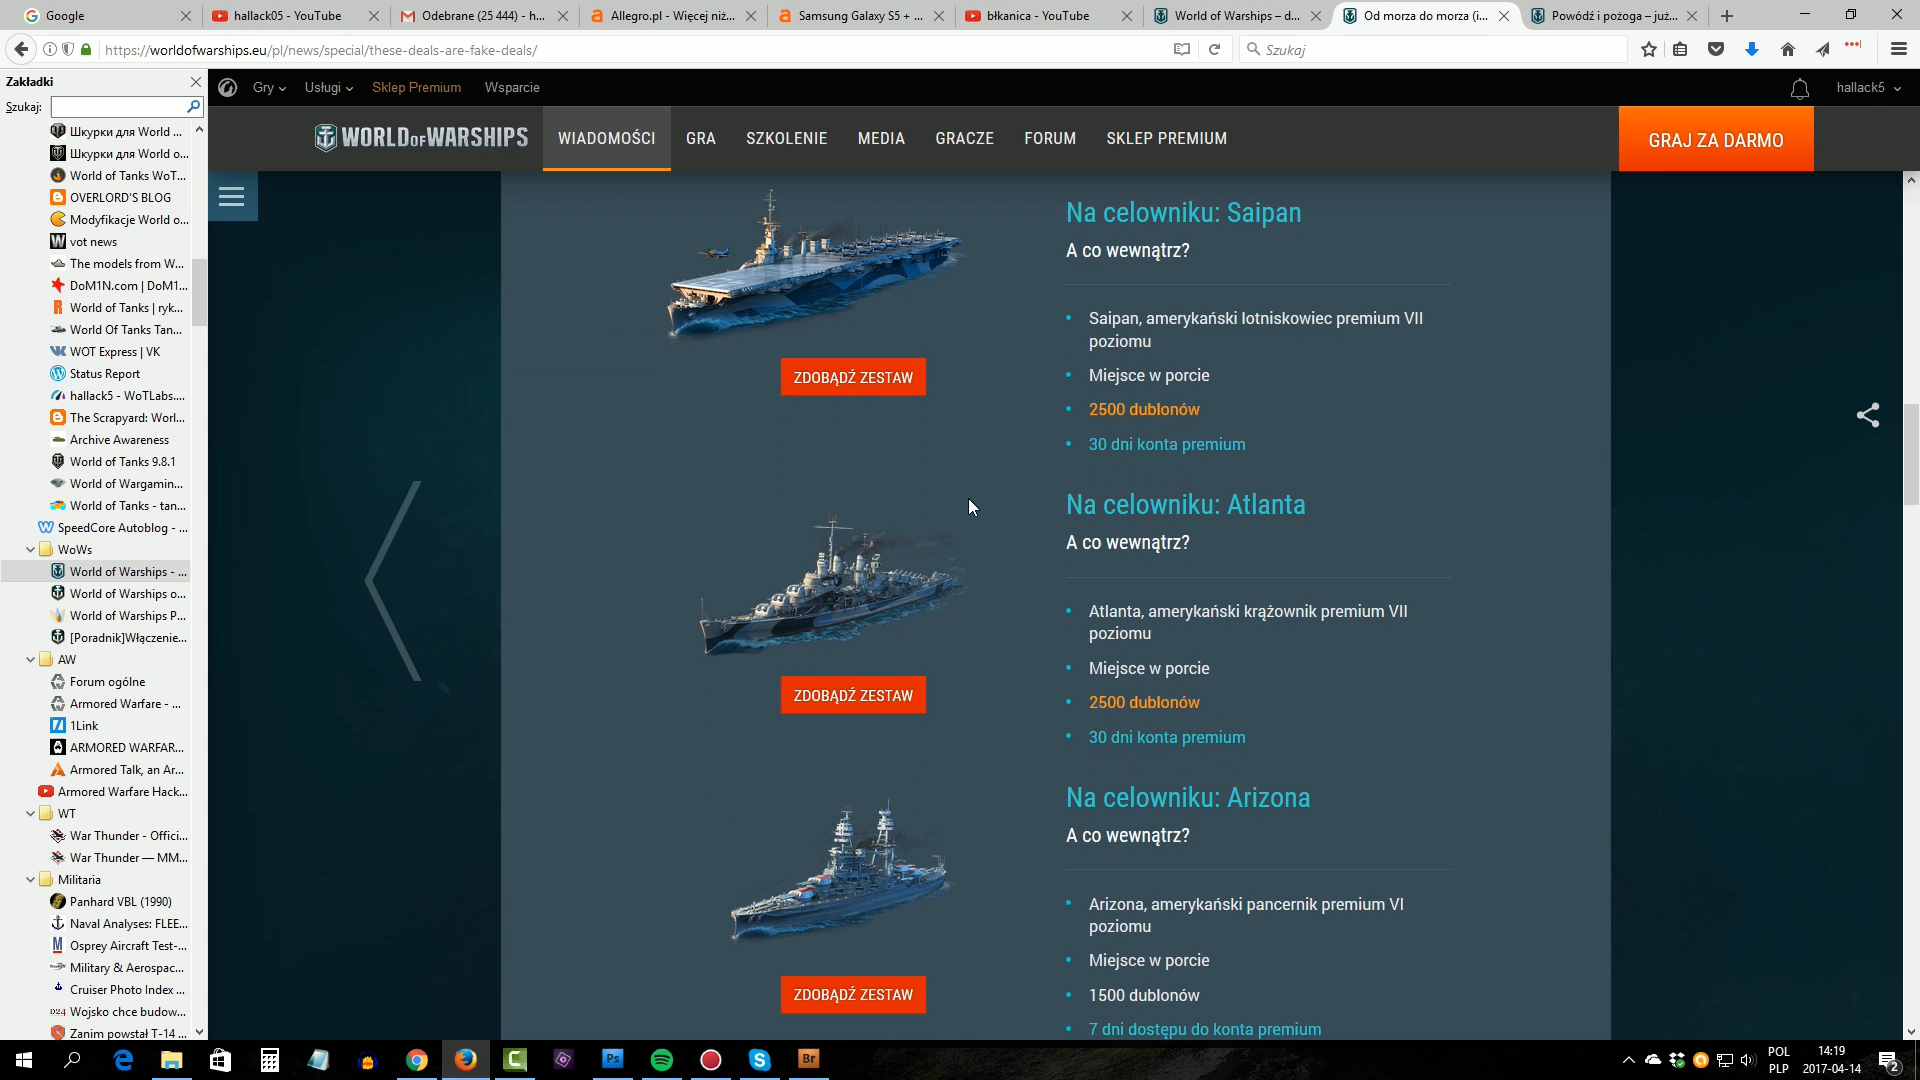 Google
hallack05 - YouTube
Odebrane (25 444) - h...
Allegro.pl - Więcej niż...
Samsung Galaxy S5 + ...
błkanica - YouTube
World of Warships – d...
Od morza do morza (i...
Powódź i pożoga – już...
https://worldofwarships.eu/pl/news/special/these-deals-are-fake-deals/
Szukaj
Zakładki
Szukaj:
Шкурки для World ...
Шкурки для World o...
World of Tanks WoT...
OVERLORD'S BLOG
Modyfikacje World o...
vot news
The models from W...
DoM1N.com | DoM1...
World of Tanks | ryk...
World Of Tanks Tan...
WOT Express | VK
Status Report
hallack5 - WoTLabs....
The Scrapyard: Worl...
Archive Awareness
World of Tanks 9.8.1
World of Wargamin...
World of Tanks - tan...
SpeedCore Autoblog - ...
WoWs
World of Warships - ...
World of Warships o...
World of Warships P...
[Poradnik]Włączenie...
AW
Forum ogólne
Armored Warfare - ...
1Link
ARMORED WARFAR...
Armored Talk, an Ar...
Armored Warfare Hack...
WT
War Thunder - Offici...
War Thunder — MM...
Militaria
Panhard VBL (1990)
Naval Analyses: FLEE...
Osprey Aircraft Test-...
Military & Aerospac...
Cruiser Photo Index ...
Wojsko chce budow...
Zanim powstał T-14 ...
Gry
Usługi
Sklep Premium
Wsparcie
hallack5
WORLD OF WARSHIPS
WIADOMOŚCI
GRA
SZKOLENIE
MEDIA
GRACZE
FORUM
SKLEP PREMIUM
GRAJ ZA DARMO
Na celowniku: Saipan
A co wewnątrz?
Saipan, amerykański lotniskowiec premium VII
poziomu
Miejsce w porcie
2500 dublonów
30 dni konta premium
ZDOBĄDŹ ZESTAW
Na celowniku: Atlanta
A co wewnątrz?
Atlanta, amerykański krążownik premium VII
poziomu
Miejsce w porcie
2500 dublonów
30 dni konta premium
ZDOBĄDŹ ZESTAW
Na celowniku: Arizona
A co wewnątrz?
Arizona, amerykański pancernik premium VI
poziomu
Miejsce w porcie
1500 dublonów
7 dni dostępu do konta premium
ZDOBĄDŹ ZESTAW
Ps
Br
POL
PLP
14:19
2017-04-14
2